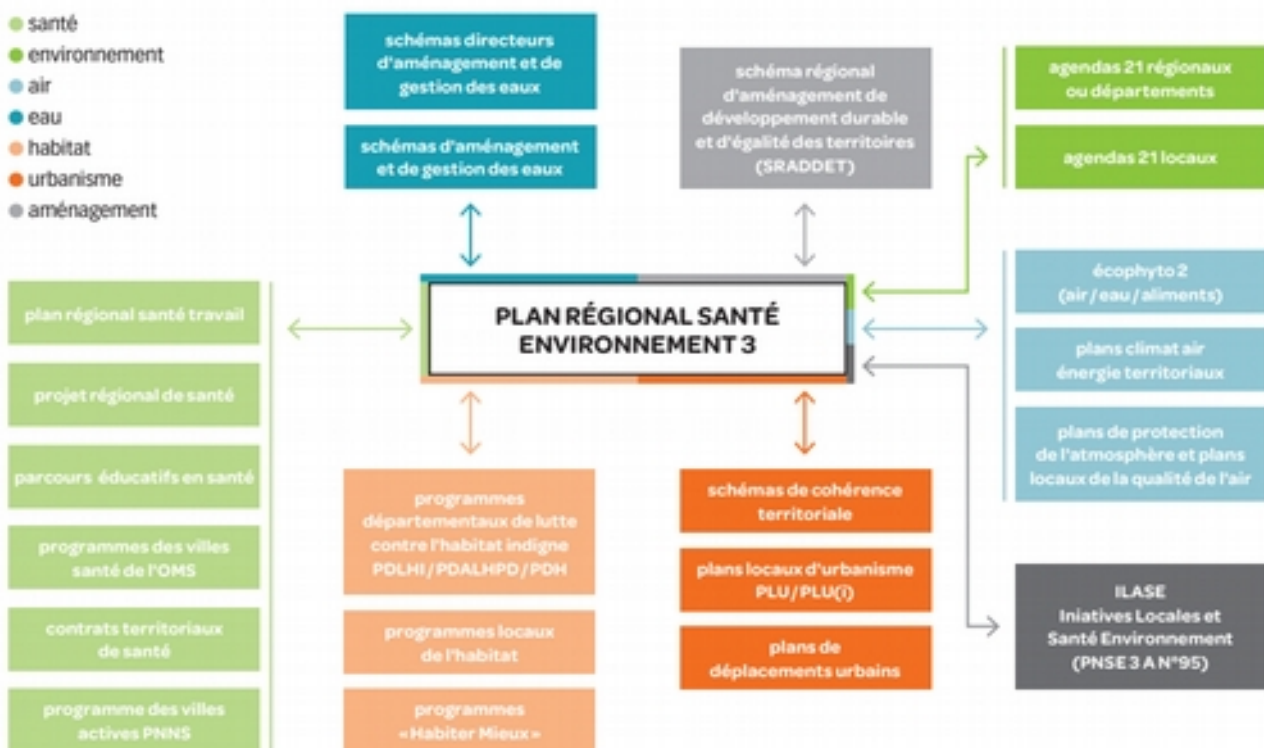 santé
environnement
air
eau
habitat
urbanisme
aménagement
schémas directeurs
d'aménagement et de
gestion des eaux
schémas d'aménagement
et de gestion des eaux
schéma régional
d'aménagement de
développement durable
et d'égalité des territoires
(SRADDET)
agendas 21 régionaux
ou départements
agendas 21 locaux
plan régional santé travail
projet régional de santé
parcours éducatifs en santé
programmes des villes
santé de l'OMS
contrats territoriaux
de santé
programme des villes
actives PNNS
PLAN RÉGIONAL SANTÉ
ENVIRONNEMENT 3
écophyto 2
(air / eau / aliments)
plans climat air
énergie territoriaux
plans de protection
de l'atmosphère et plans
locaux de la qualité de l'air
programmes
départementaux de lutte
contre l'habitat indigne
PDLHI / PDALHPD / PDH
programmes locaux
de l'habitat
programmes
«Habiter Mieux»
schémas de cohérence
territoriale
plans locaux d'urbanisme
PLU / PLU(i)
plans de
déplacements urbains
ILASE
Iniatives Locales et
Santé Environnement
(PNSE 3 A N°95)